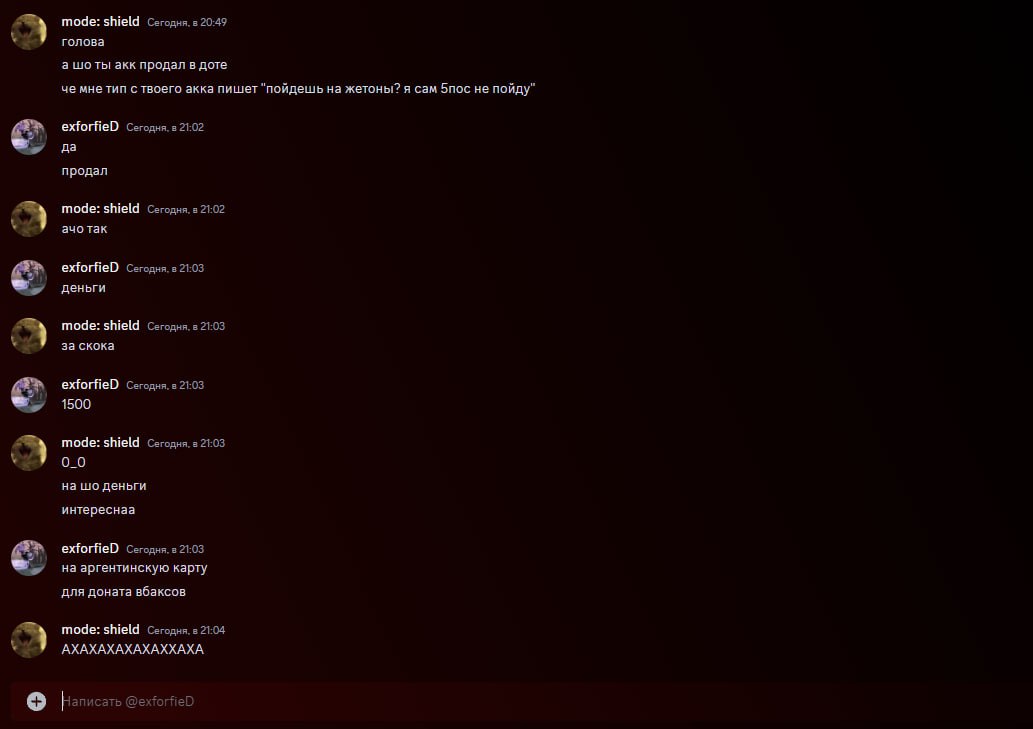 mode: shield Сегодня, в 20:49
голова
а шо ты акк продал в доте
че мне тип с твоего акка пишет "пойдешь на жетоны? я сам 5пос не пойду"
exforfieD Сегодня, в 21:02
да
продал
mode: shield Сегодня, в 21:02
ачо так
exforfieD Сегодня, в 21:03
деньги
mode: shield Сегодня, в 21:03
за скока
exforfieD Сегодня, в 21:03
1500
mode: shield Сегодня, в 21:03
0_0
на шо деньги
интереснаа
exforfieD Сегодня, в 21:03
на аргентинскую карту
для доната вбаксов
mode: shield Сегодня, в 21:04
АХАХАХАХАХАХХАХА
Написать @exforfieD